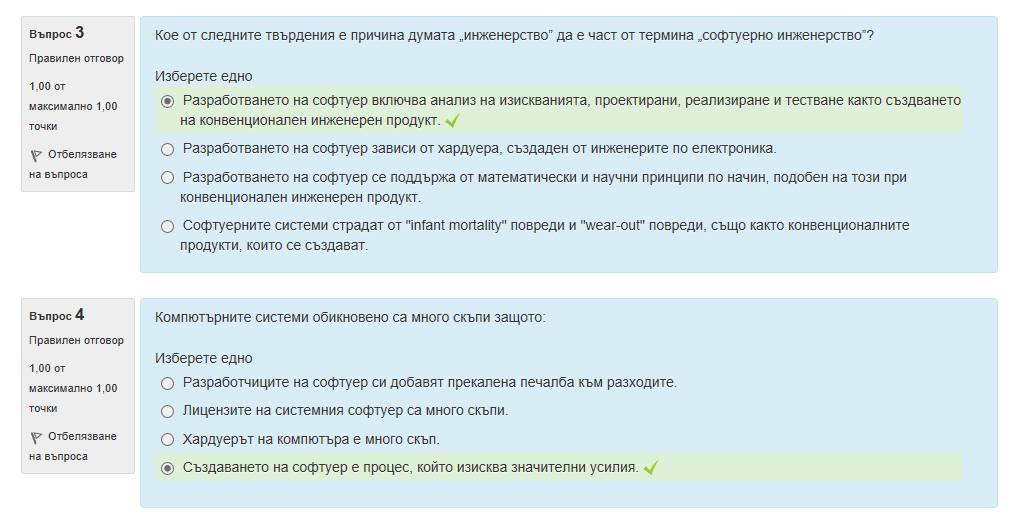 Въпрос 3
Правилен отговор
1,00 от
максимално 1,00
точки
Отбелязване
на въпроса
Кое от следните твърдения е причина думата „инженерство” да е част от термина „софтуерно инженерство”?
Изберете едно
Разработването на софтуер включва анализ на изискванията, проектирани, реализиране и тестване както създването
на конвенционален инженерен продукт.
Разработването на софтуер зависи от хардуера, създаден от инженерите по електроника.
Разработването на софтуер се поддържа от математически и научни принципи по начин, подобен на този при
конвенционален инженерен продукт.
Софтуерните системи страдат от "infant mortality" повреди и "wear-out" повреди, също както конвенционалните
продукти, които се създават.
Въпрос 4
Правилен отговор
1,00 от
максимално 1,00
точки
Отбелязване
на въпроса
Компютърните системи обикновено са много скъпи защото:
Изберете едно
Разработчиците на софтуер си добавят прекалена печалба към разходите.
Лицензите на системния софтуер са много скъпи.
Хардуерът на компютъра е много скъп.
Създаването на софтуер е процес, който изисква значителни усилия.